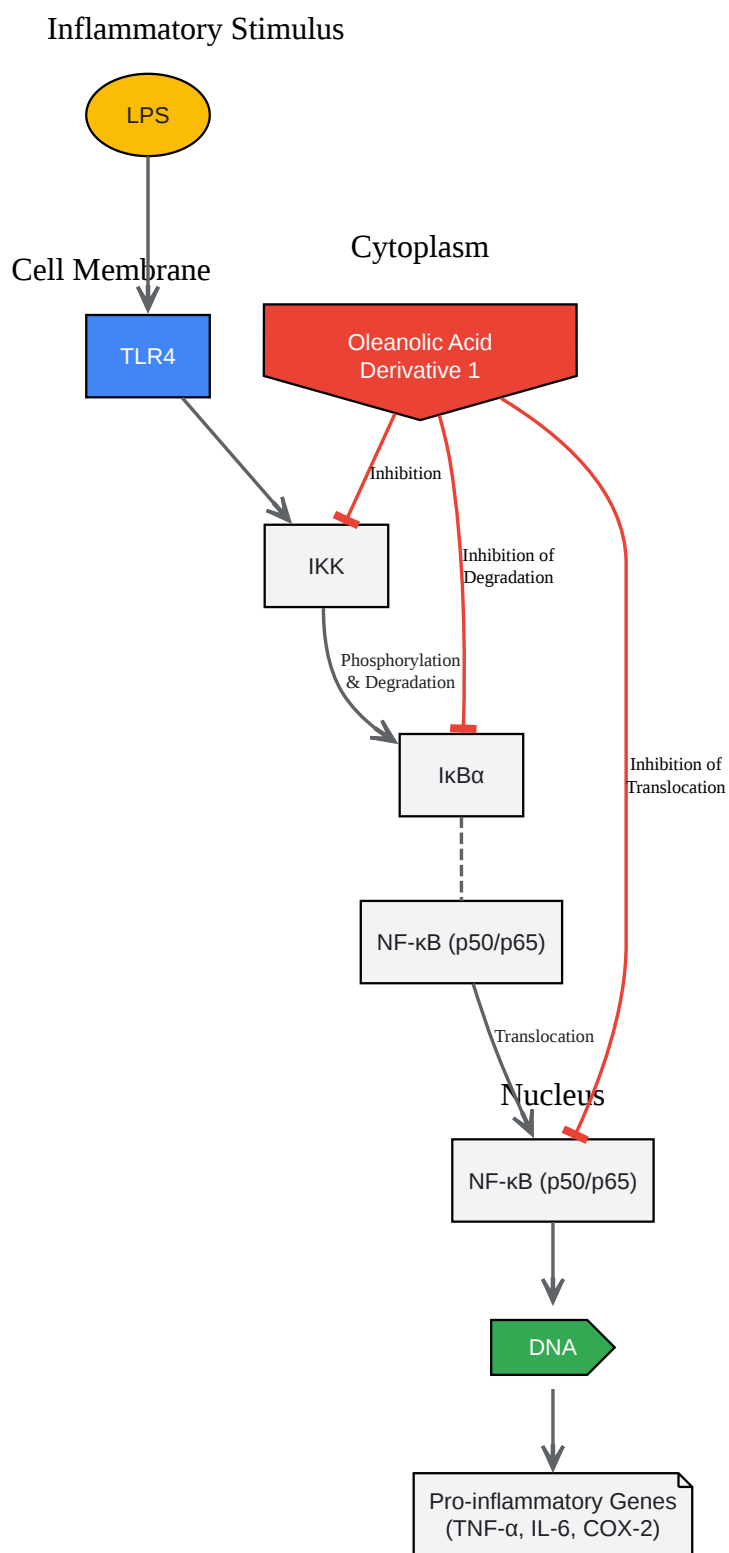 Inflammatory Stimulus
LPS
Cell Membrane
Cytoplasm
TLR4
Oleanolic Acid
Derivative 1
Inhibition
IKK
Inhibition of
Degradation
Phosphorylation
& Degradation
IκBα
Inhibition of
Translocation
NF-κB (p50/p65)
Translocation
Nucleus
NF-κB (p50/p65)
DNA
Pro-inflammatory Genes
(TNF-α, IL-6, COX-2)